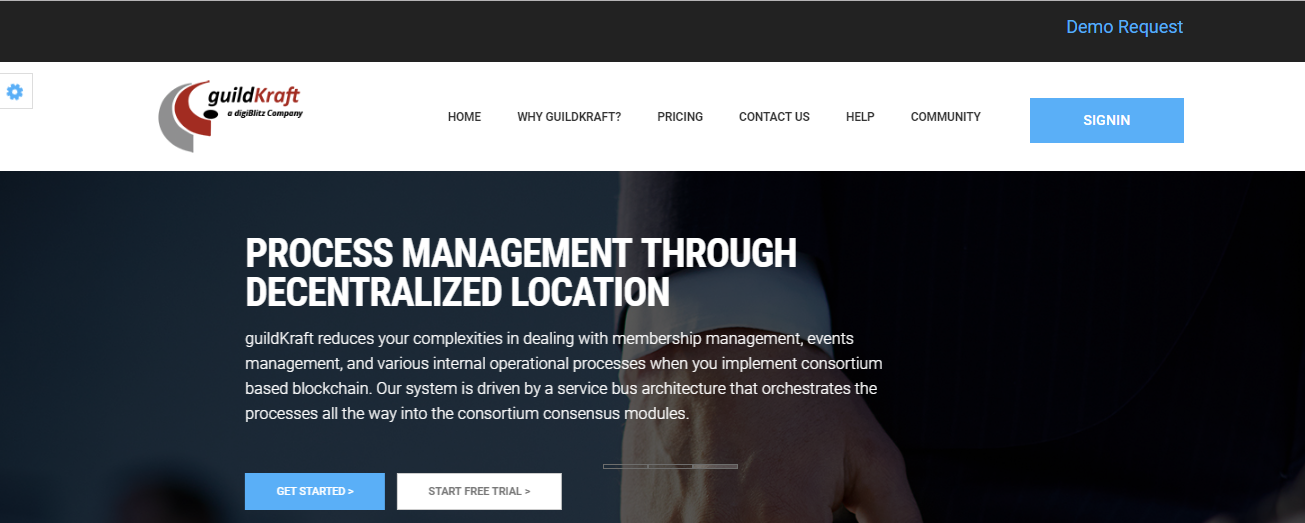 Demo Request
guildKraft
a digiBlitz Company
HOME WHY GUILDKRAFT? PRICING CONTACT US HELP COMMUNITY SIGNIN
PROCESS MANAGEMENT THROUGH
DECENTRALIZED LOCATION
guildKraft reduces your complexities in dealing with membership management, events
management, and various internal operational processes when you implement consortium
based blockchain. Our system is driven by a service bus architecture that orchestrates the
processes all the way into the consortium consensus modules.
GET STARTED > START FREE TRIAL >